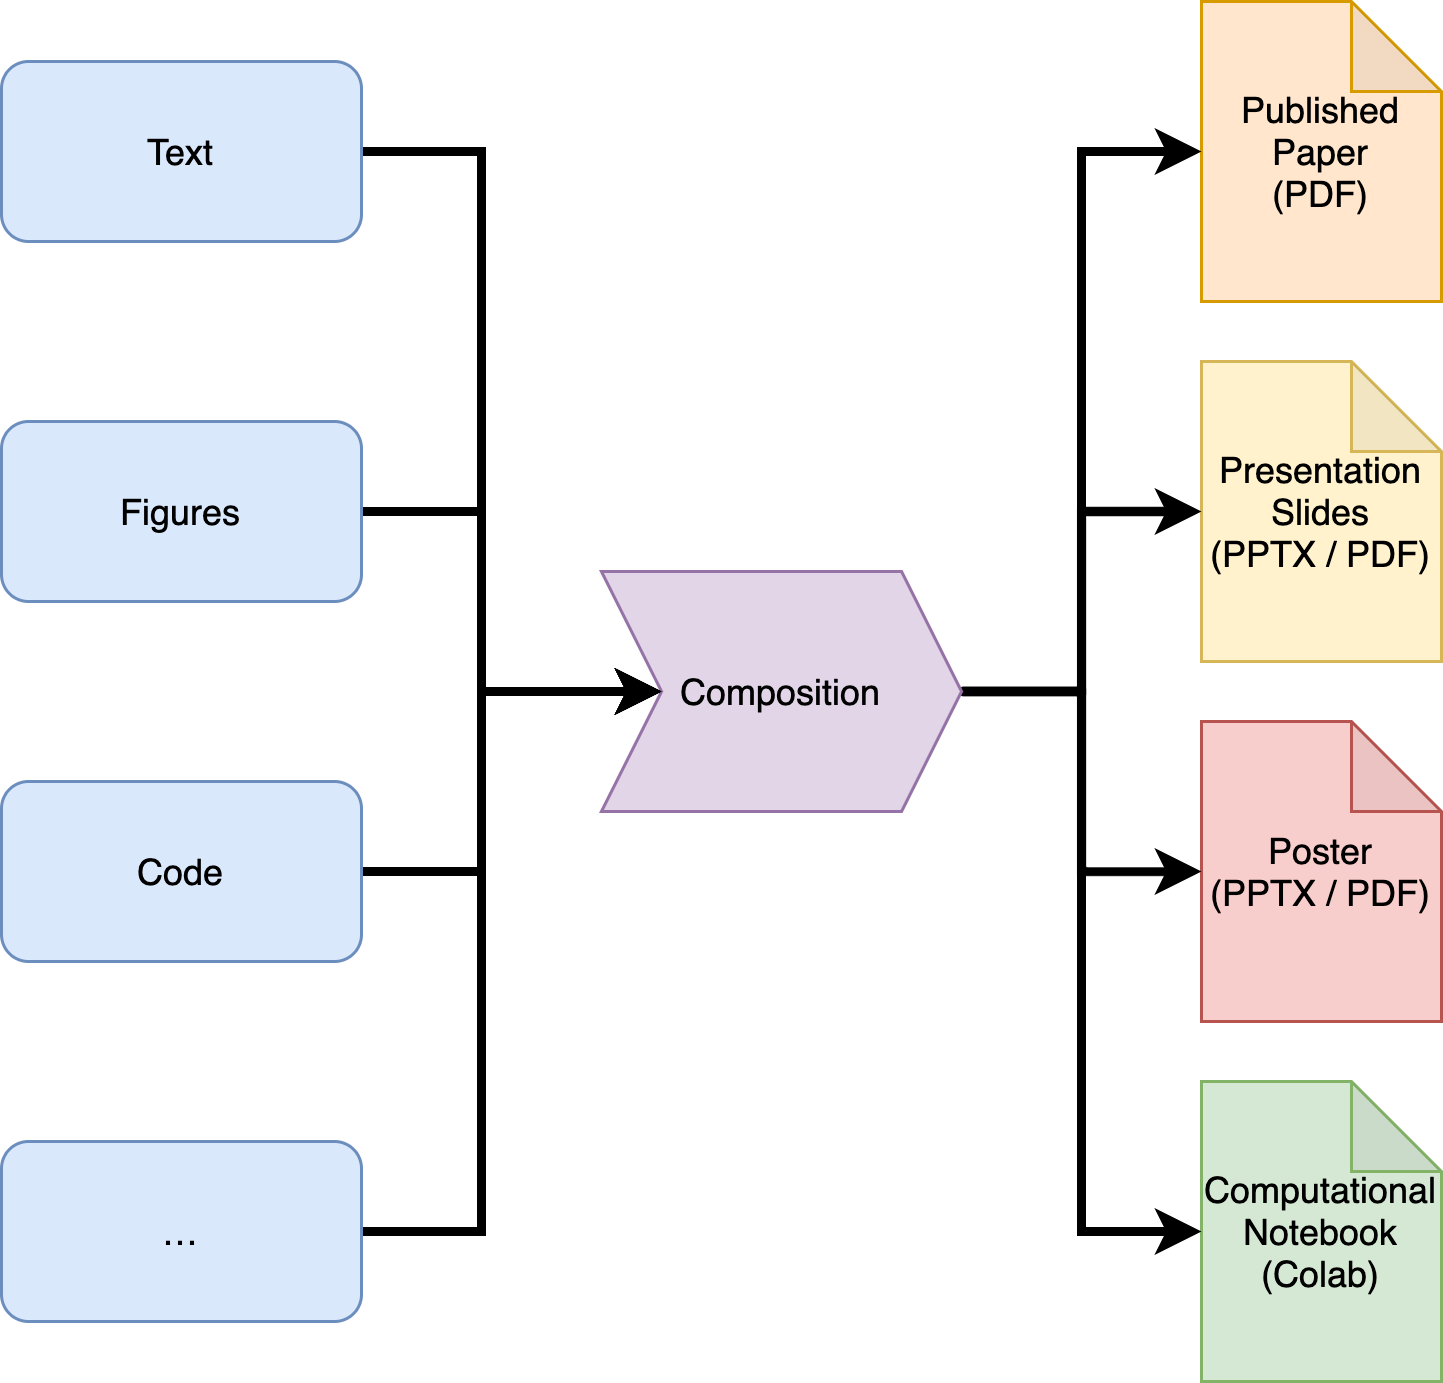 Text
Figures
Code
...
Composition
Published
Paper
(PDF)
Presentation
Slides
(PPTX / PDF)
Poster
(PPTX / PDF)
Computational
Notebook
(Colab)